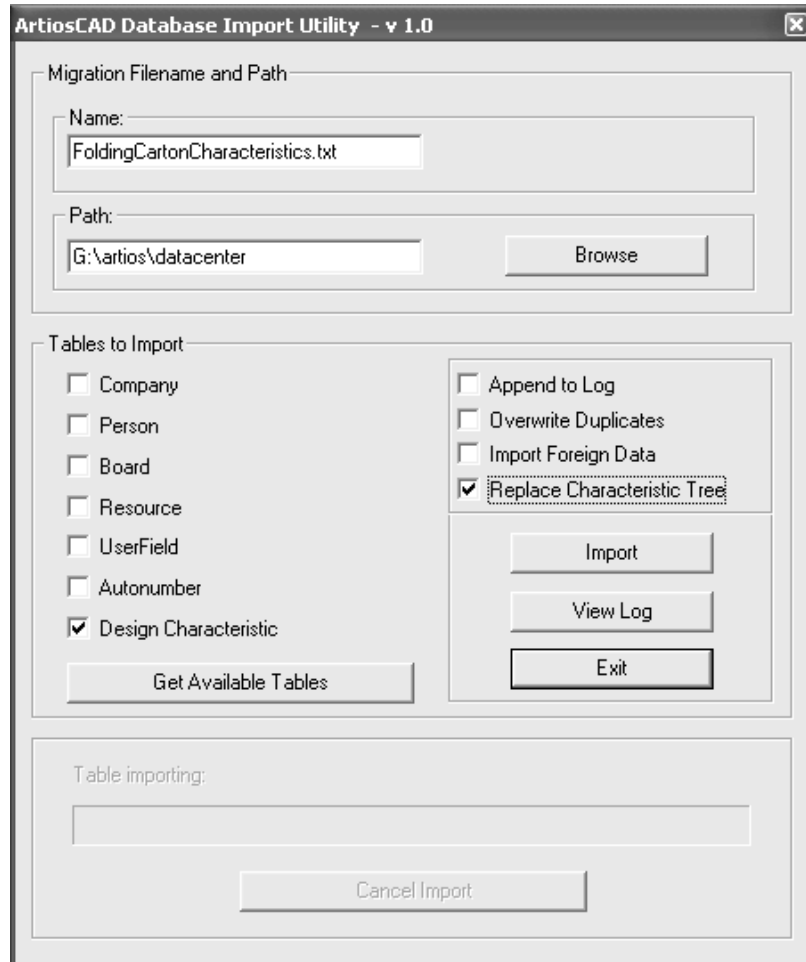 ArtiosCAD Database Import Utility - v 1.0
Migration Filename and Path
Name:
FoldingCartonCharacteristics.txt
Path:
G:\artios\datacenter
Browse
Tables to Import
Company
Person
Board
Resource
UserField
Autonumber
Design Characteristic
Get Available Tables
Append to Log
Overwrite Duplicates
Import Foreign Data
Replace Characteristic Tree
Import
View Log
Exit
Table importing:
Cancel Import